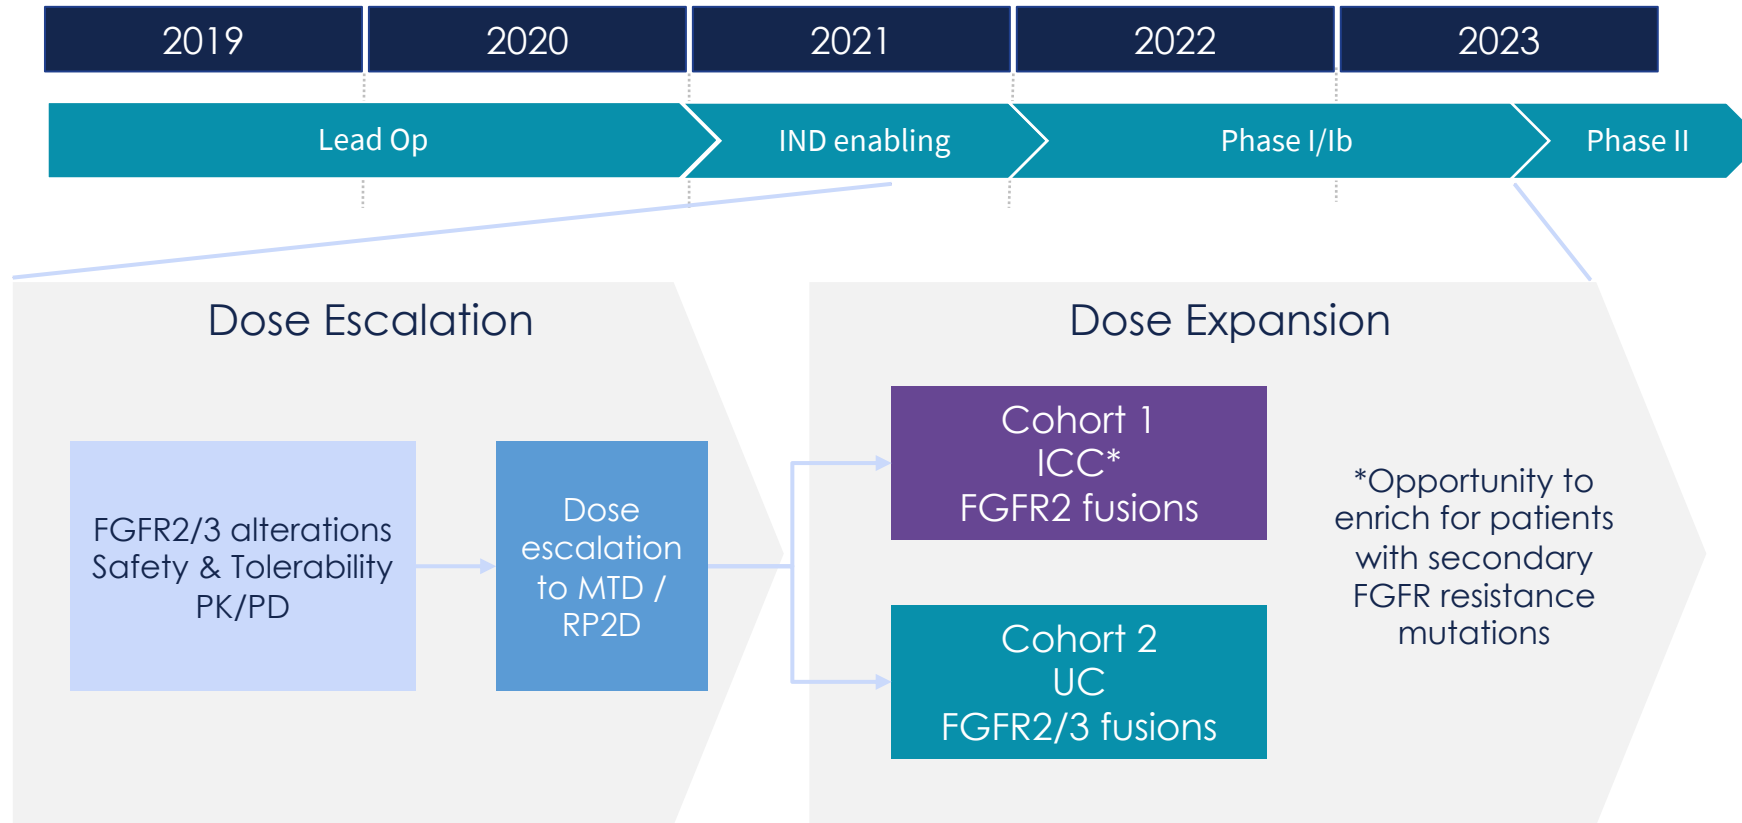 2019
2020
2021
2022
2023
Lead Op
IND enabling
Phase I/Ib
Phase II
Dose Escalation
FGFR2/3 alterations
Safety & Tolerability
PK/PD
Dose
escalation
to MTD /
RP2D
Dose Expansion
Cohort 1
ICC*
FGFR2 fusions
Cohort 2
UC
FGFR2/3 fusions
*Opportunity to
enrich for patients
with secondary
FGFR resistance
mutations